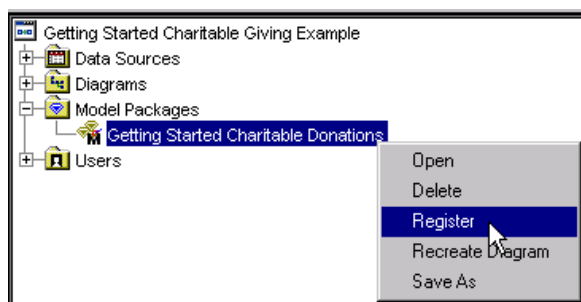 Getting Started Charitable Giving Example
Data Sources
Diagrams
Model Packages
Getting Started Charitable Donations
Users
Open
Delete
Register
Recreate Diagram
Save As